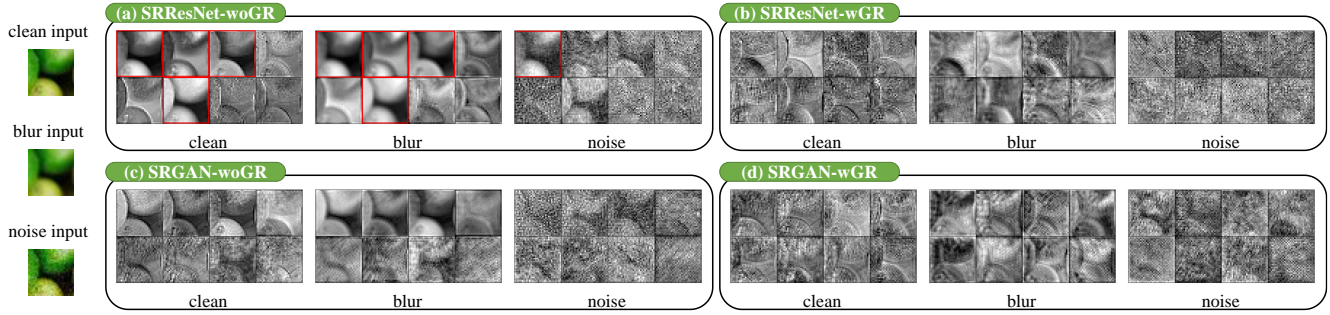 clean input
blur input
noise input
(a) SRResNet-woGR
clean blur noise
(b) SRResNet-wGR
clean blur noise
(c) SRGAN-woGR
clean blur noise
(d) SRGAN-wGR
clean blur noise